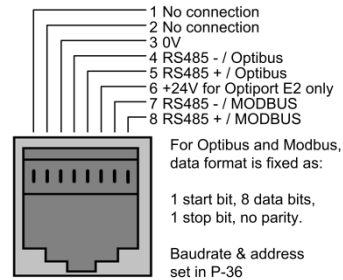 1 No connection
2 No connection
3 0V
4 RS485 - / Optibus
5 RS485 + / Optibus
6 +24V for Optiport E2 only
7 RS485 - / MODBUS
8 RS485 + / MODBUS
For Optibus and Modbus,
data format is fixed as:
1 start bit, 8 data bits,
1 stop bit, no parity.
Baudrate & address
set in P-36